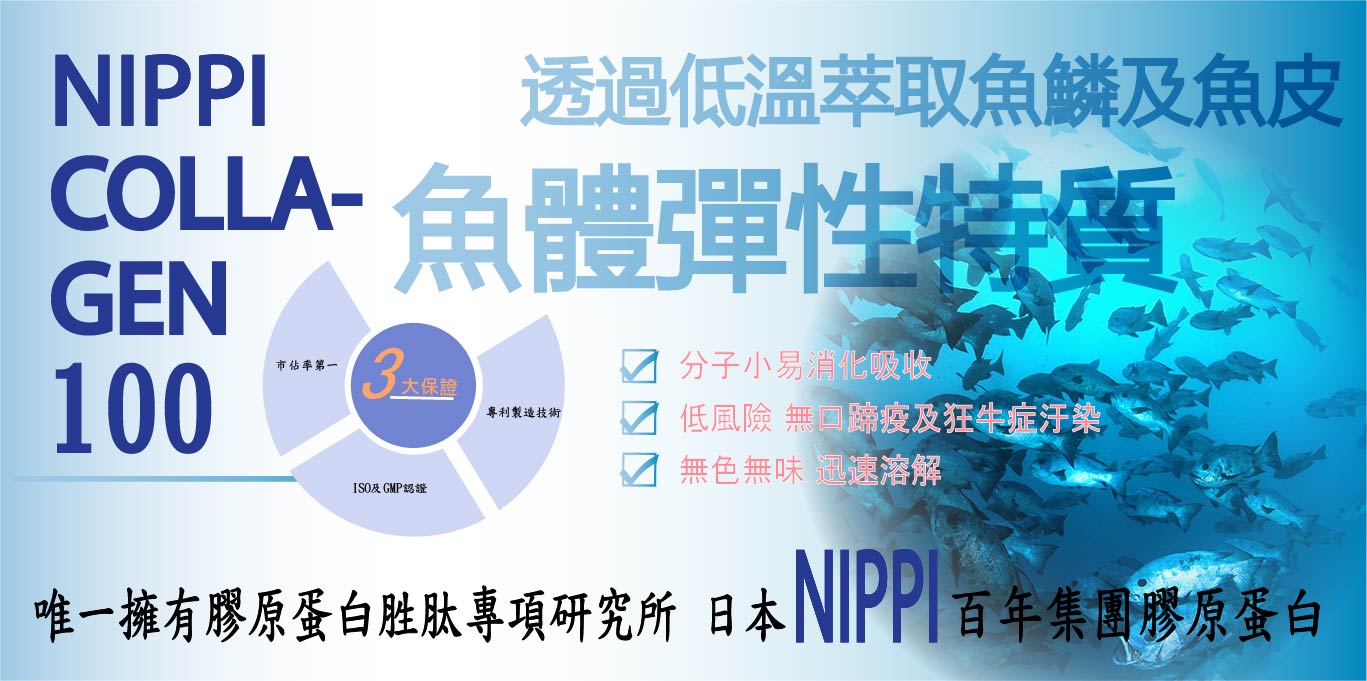 NIPPI
COLLA-
GEN
100
透過低溫萃取魚鱗及魚皮
魚體彈性特質
市佔率第一
3大保證
專利製造技術
ISO及GMP認證
分子小易消化吸收
低風險 無口蹄疫及狂牛症汙染
無色無味 迅速溶解
唯一擁有膠原蛋白胜肽專項研究所 日本NIPPI百年集團膠原蛋白